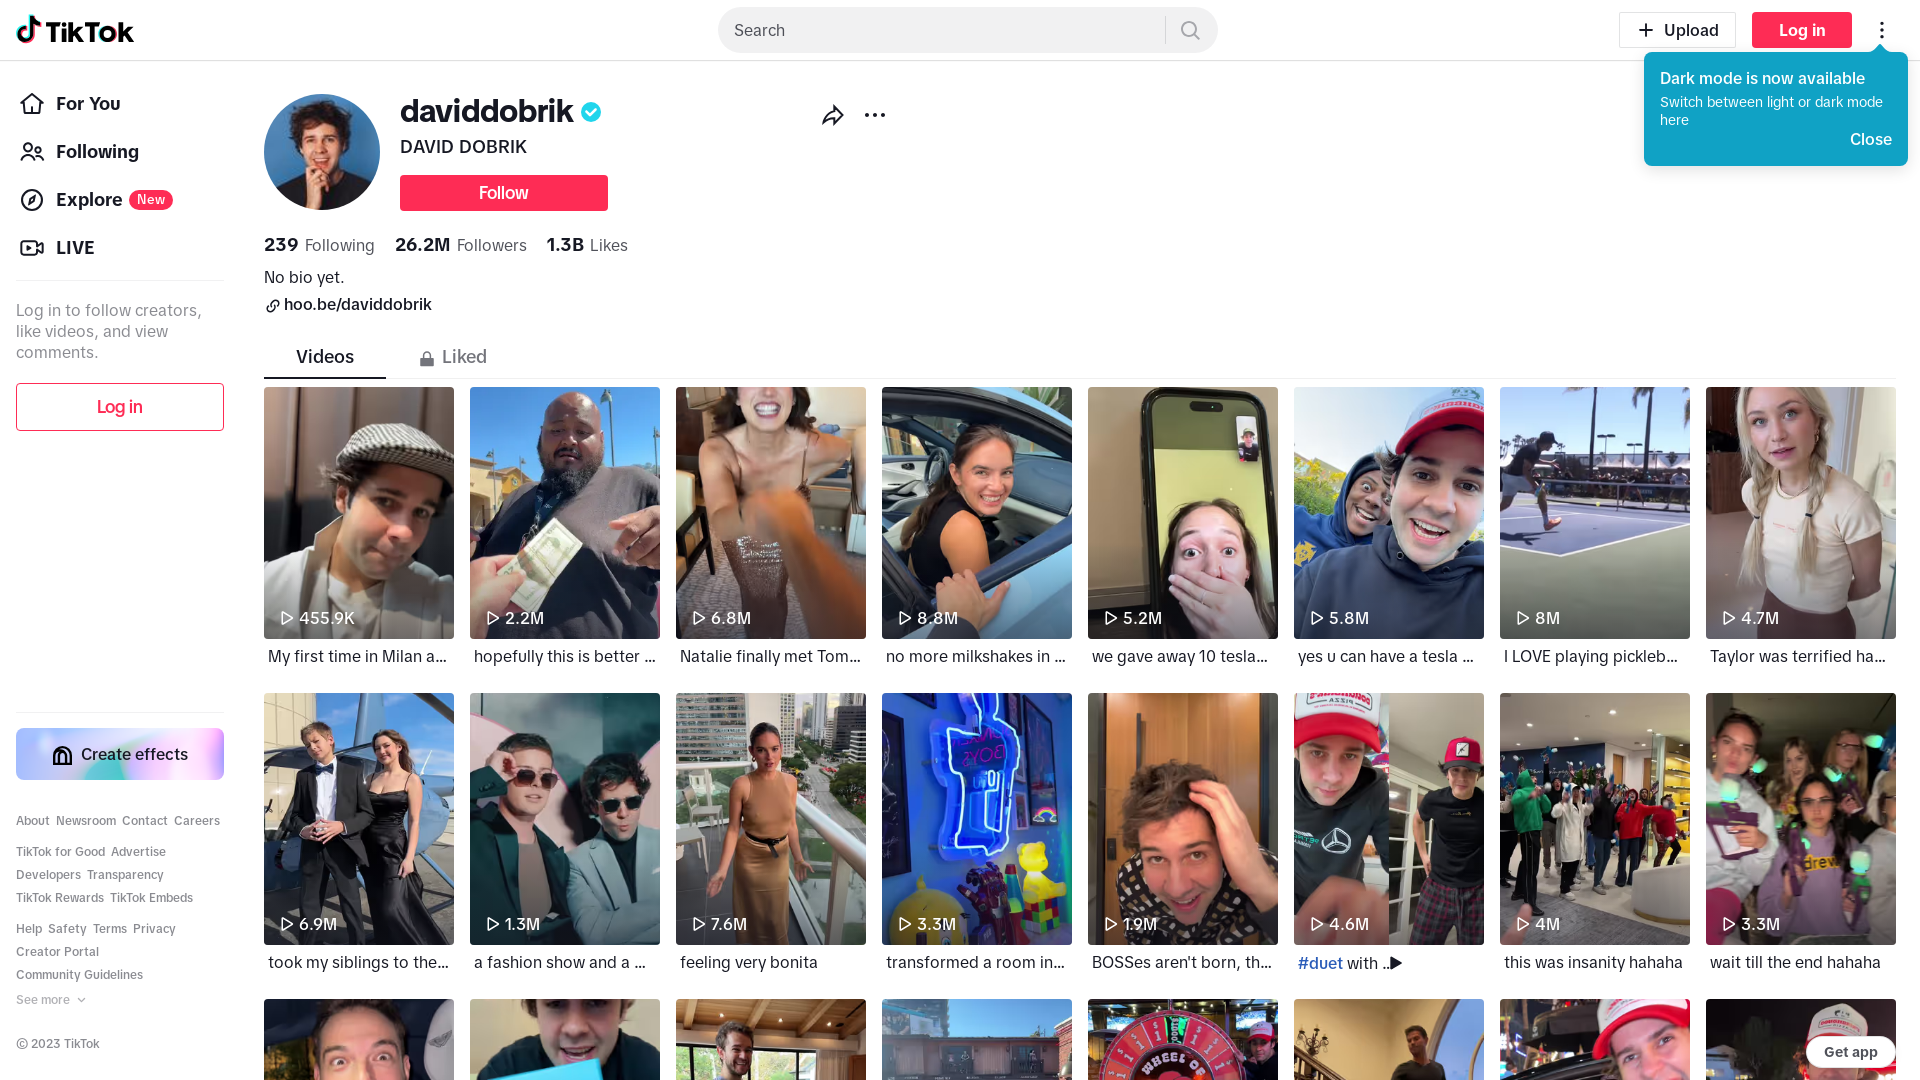 TikTok
Search
Upload
Log in
Dark mode is now available
Switch between light or dark mode
here
Close
For You
Following
Explore New
LIVE
Log in to follow creators,
like videos, and view
comments.
Log in
daviddobrik
DAVID DOBRIK
Follow
239 Following 26.2M Followers 1.3B Likes
No bio yet.
hoo.be/daviddobrik
Videos Liked
455.9K 2.2M 6.8M 8.8M 5.2M 5.8M 8M 4.7M
My first time in Milan a...
hopefully this is better ...
Natalie finally met Tom...
no more milkshakes in ...
we gave away 10 tesla...
yes u can have a tesla ...
I LOVE playing pickleb...
Taylor was terrified ha...
6.9M 1.3M 7.6M 3.3M 1.9M 4.6M 4M 3.3M
took my siblings to the...
a fashion show and a ...
feeling very bonita
transformed a room in...
BOSSes aren't born, th...
#duet with ...
this was insanity hahaha
wait till the end hahaha
Create effects
About Newsroom Contact Careers
TikTok for Good Advertise
Developers Transparency
TikTok Rewards TikTok Embeds
Help Safety Terms Privacy
Creator Portal
Community Guidelines
See more
© 2023 TikTok
WHEEL OF
Get app